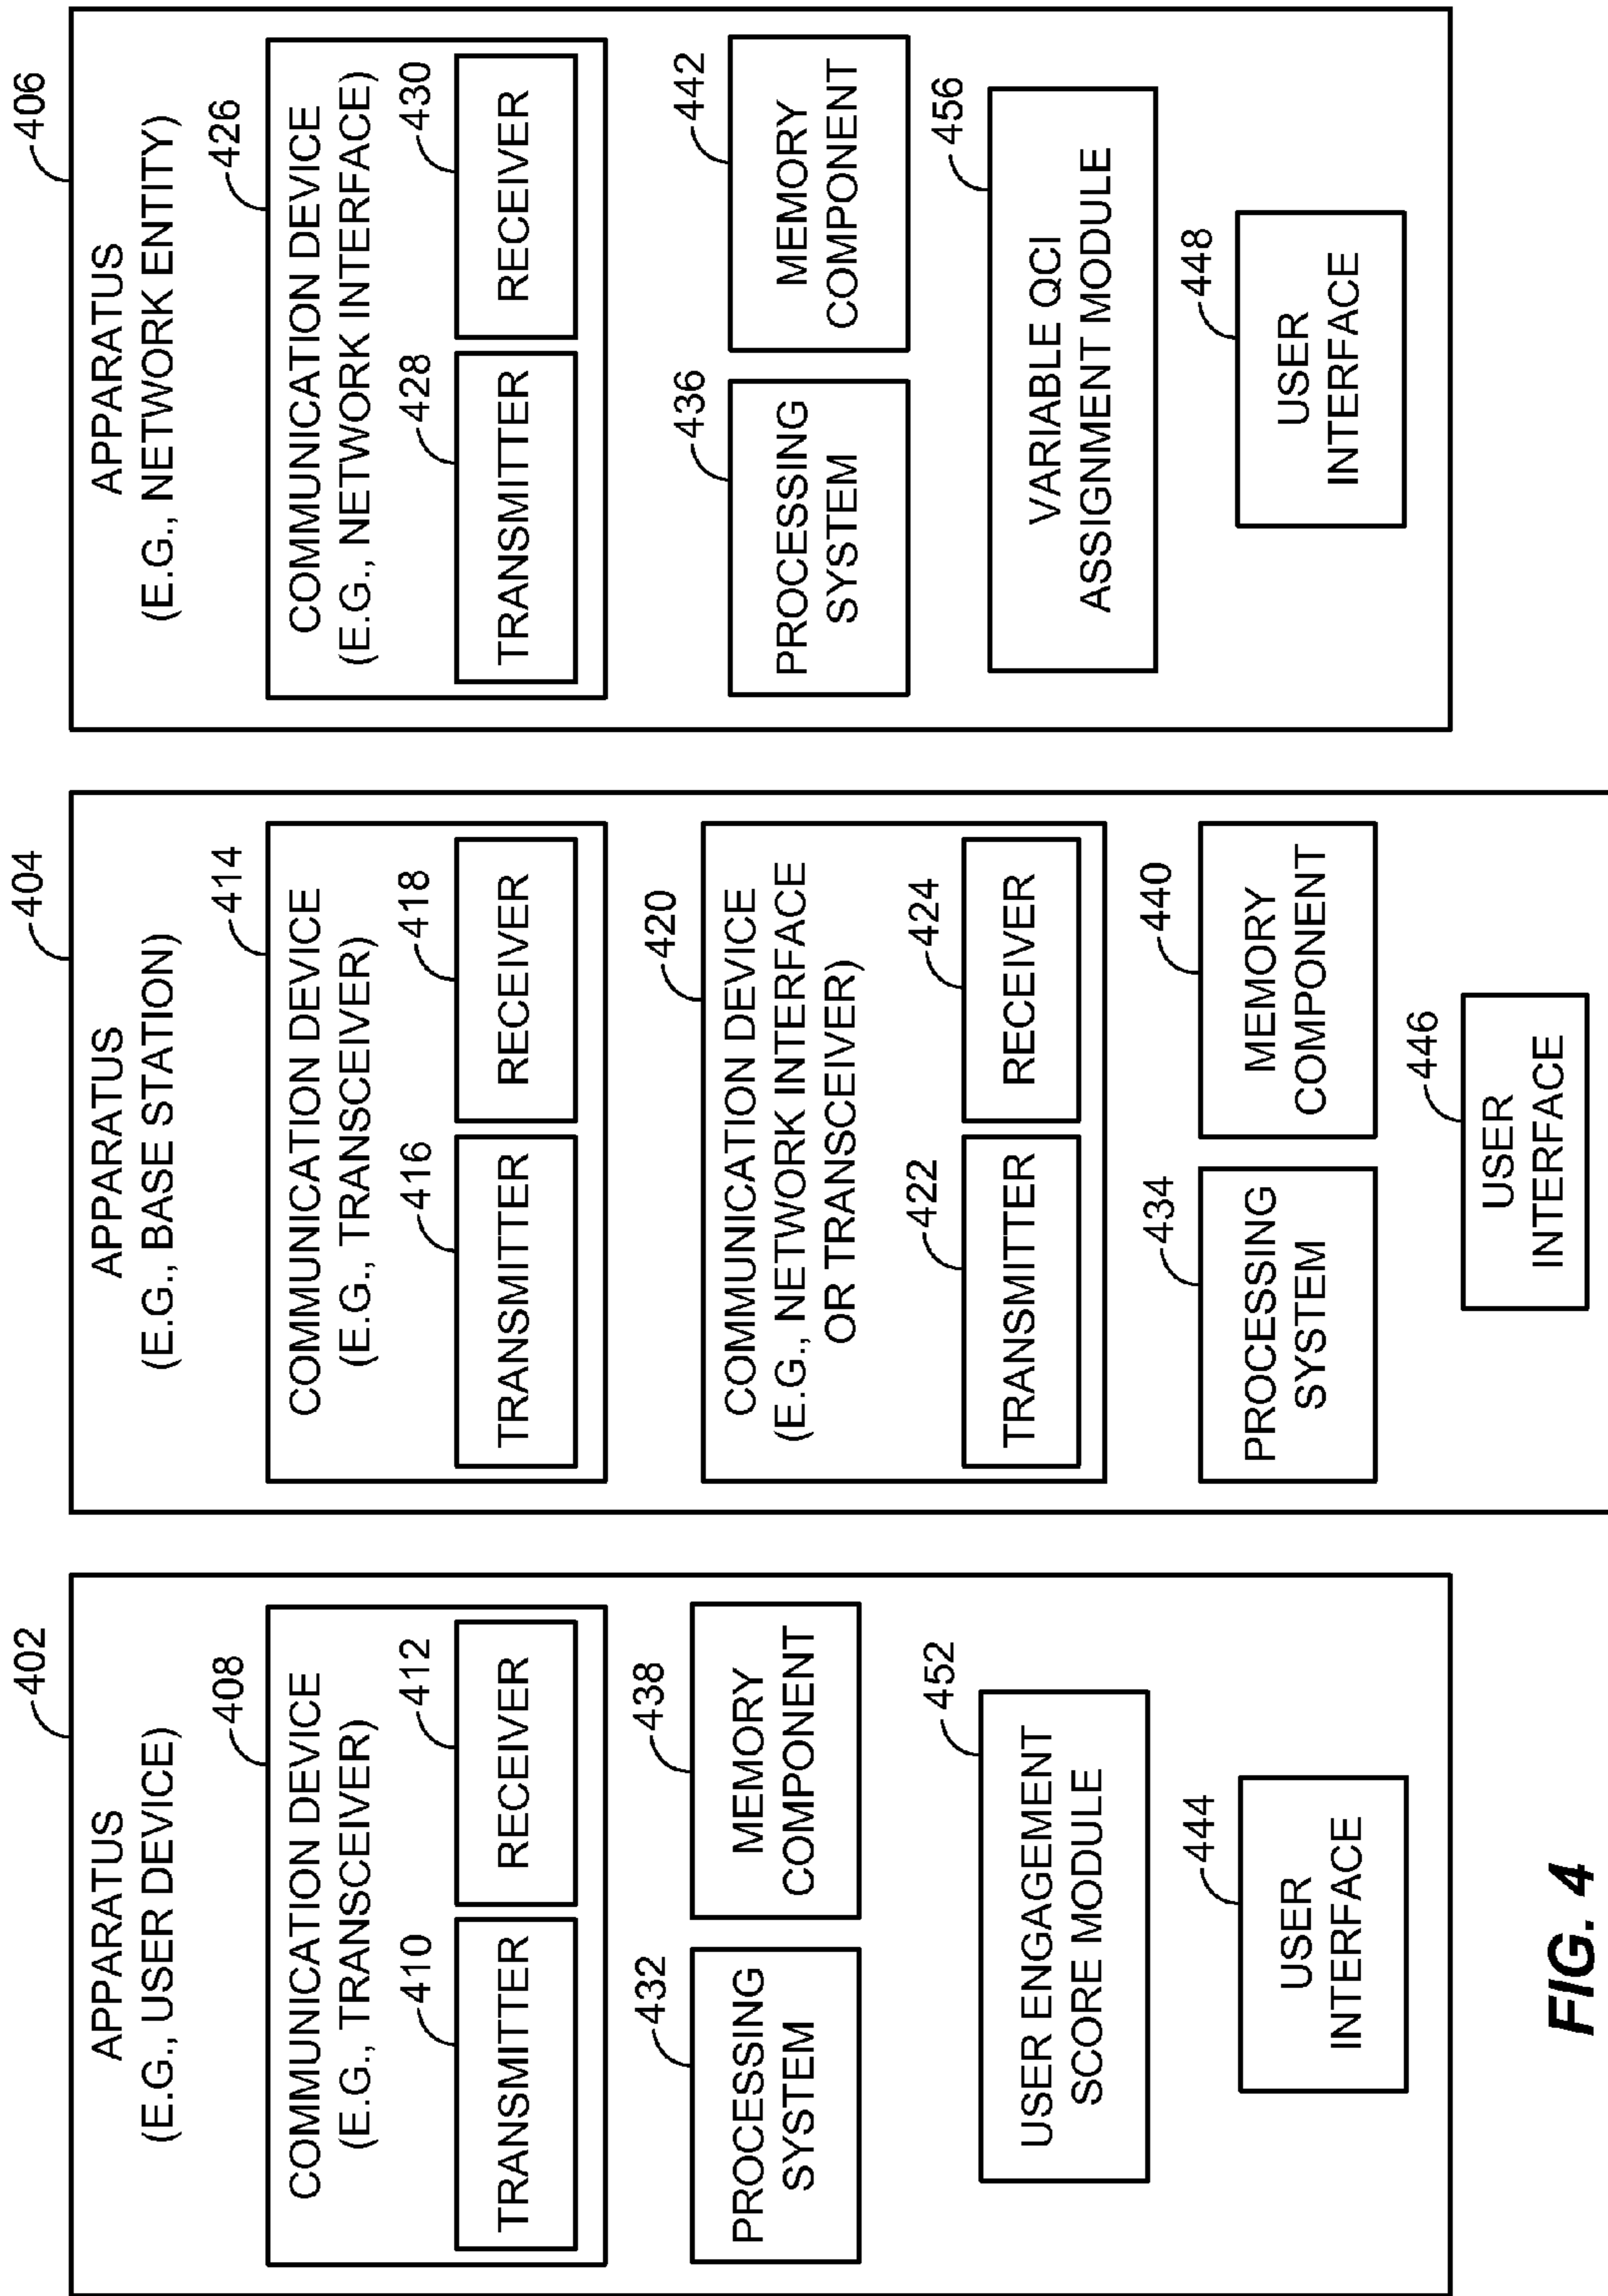 402
APPARATUS
(E.G., USER DEVICE)
408
COMMUNICATION DEVICE
(E.G., TRANSCEIVER)
410
412
TRANSMITTER
RECEIVER
432
438
PROCESSING
SYSTEM
MEMORY
COMPONENT
452
USER ENGAGEMENT
SCORE MODULE
444
USER
INTERFACE
404
APPARATUS
(E.G., BASE STATION)
414
COMMUNICATION DEVICE
(E.G., TRANSCEIVER)
416
418
TRANSMITTER
RECEIVER
420
COMMUNICATION DEVICE
(E.G., NETWORK INTERFACE
OR TRANSCEIVER)
422
424
TRANSMITTER
RECEIVER
434
440
PROCESSING
SYSTEM
MEMORY
COMPONENT
446
USER
INTERFACE
406
APPARATUS
(E.G., NETWORK ENTITY)
426
COMMUNICATION DEVICE
(E.G., NETWORK INTERFACE)
428
430
TRANSMITTER
RECEIVER
436
442
PROCESSING
SYSTEM
MEMORY
COMPONENT
456
VARIABLE QCI
ASSIGNMENT MODULE
448
USER
INTERFACE
FIG. 4